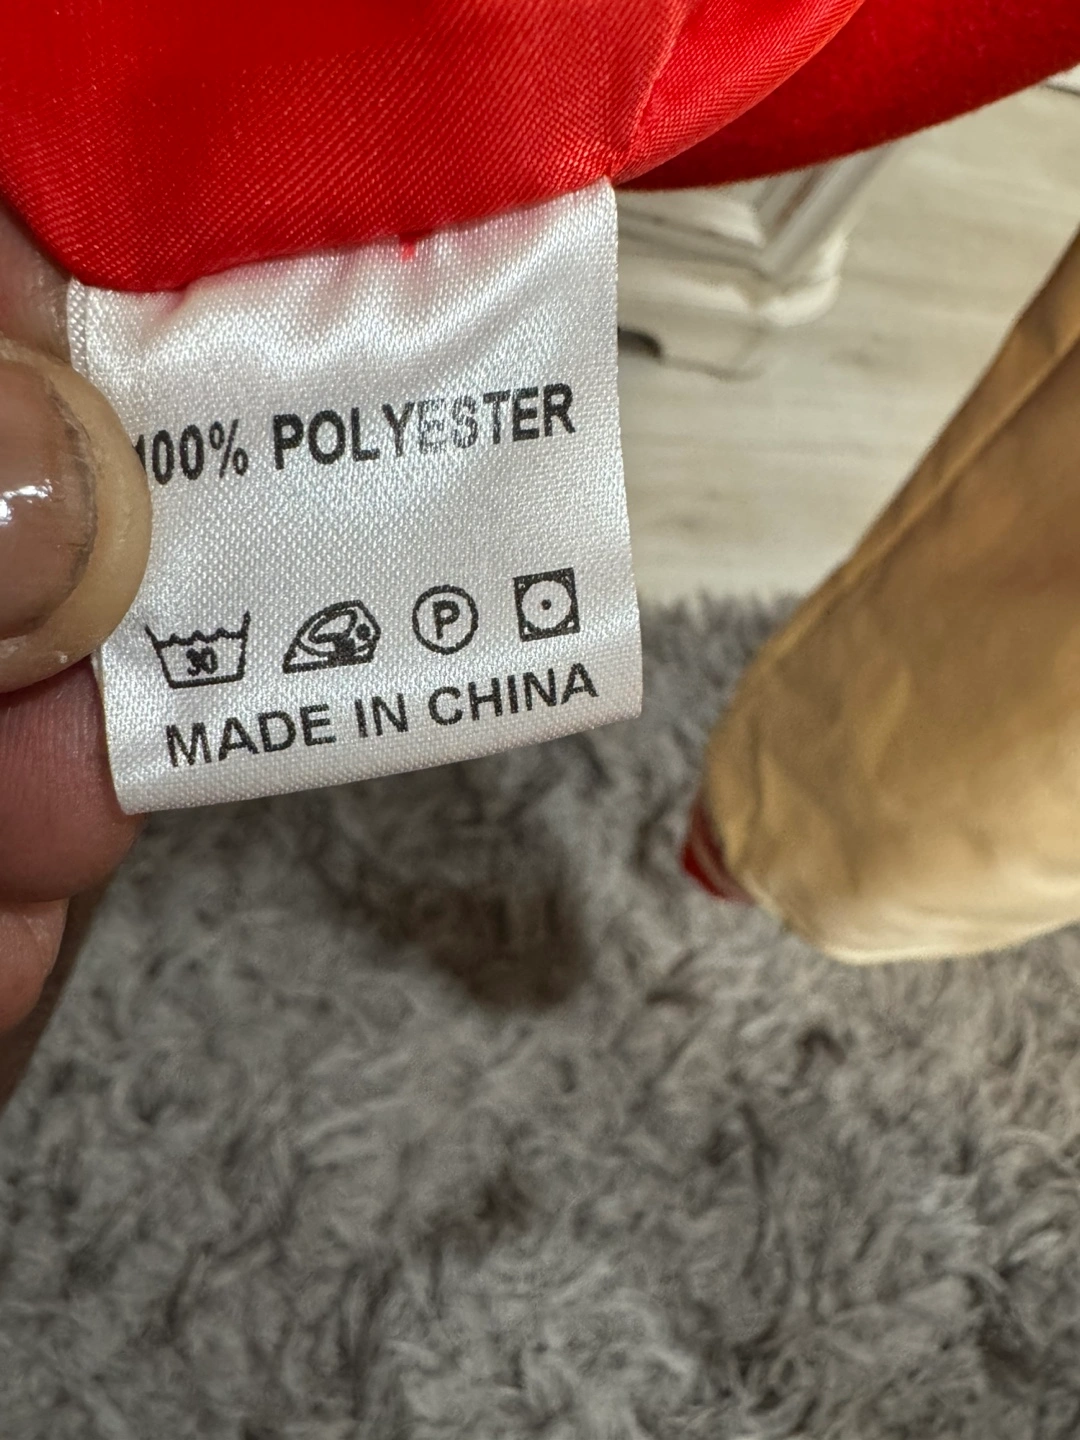 100% POLYESTER
30
P
MADE IN CHINA